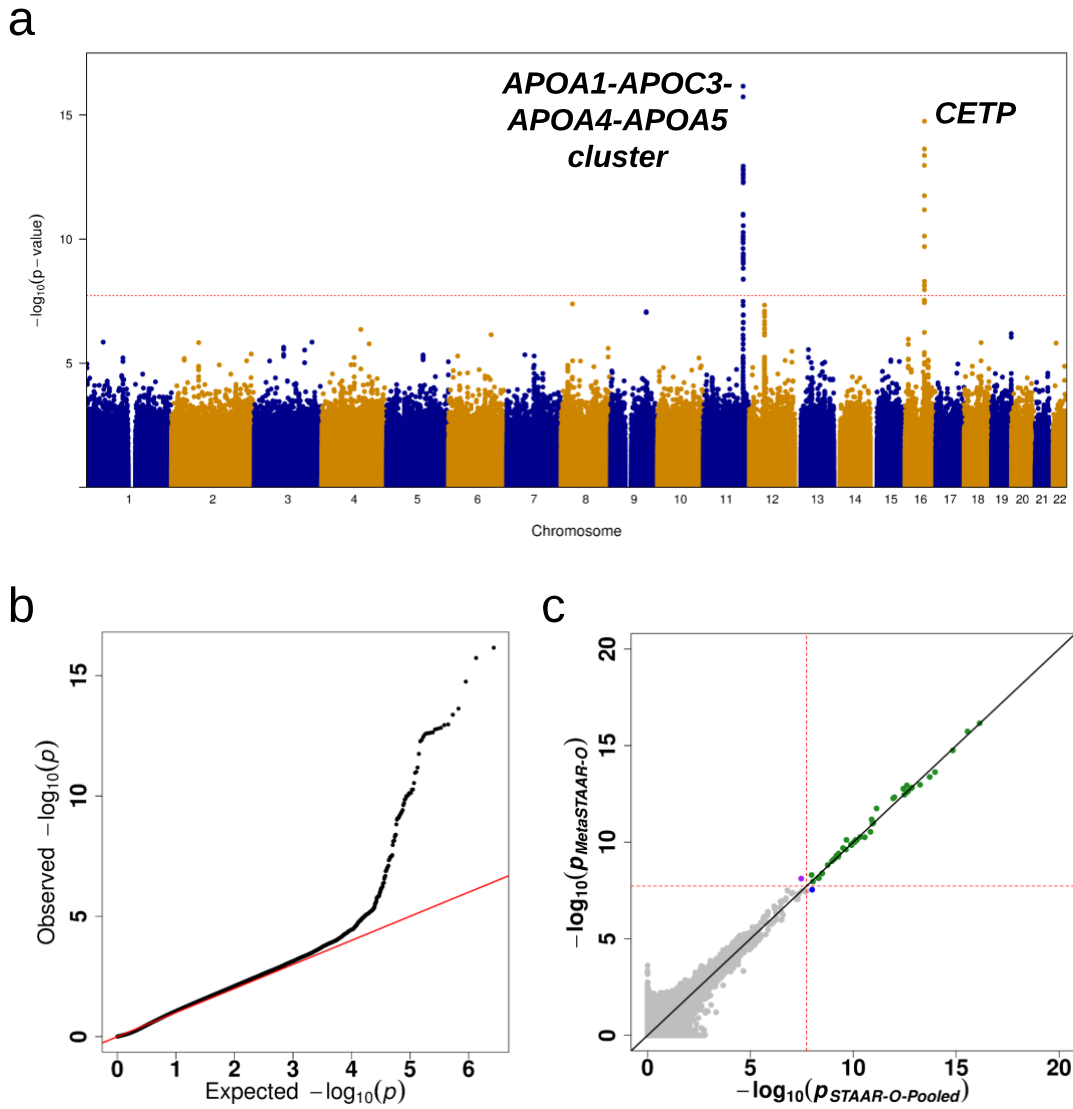 a
APOA1-APOC3-
APOA4-APOA5
cluster
CETP
15
10
5
−log10(p−value)
1 2 3 4 5 6 7 8 9 10 11 12 13 14 15 16 17 18 19 20 21 22
Chromosome
b
15
10
5
0
Observed −log10(p)
0 1 2 3 4 5 6
Expected −log10(p)
c
20
15
10
5
0
−log10(pMetaSTAAR-O)
0 5 10 15 20
−log10(pSTAAR-O-Pooled)